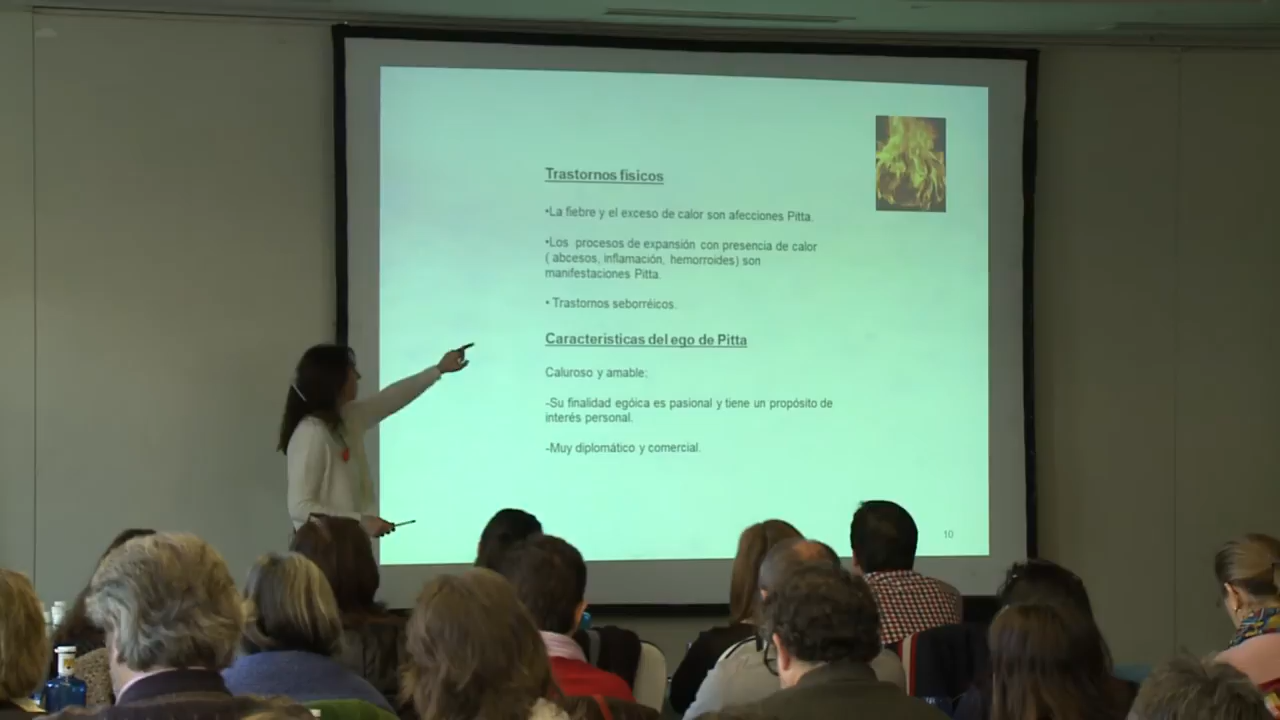 Trastornos físicos
•La fiebre y el exceso de calor son afecciones Pitta.
•Los procesos de expansión con presencia de calor
( abcesos, inflamación, hemorroides) son
manifestaciones Pitta.
• Trastornos seborréicos.
Caracteristicas del ego de Pitta
Caluroso y amable:
-Su finalidad egóica es pasional y tiene un propósito de
interés personal.
-Muy diplomático y comercial.
10